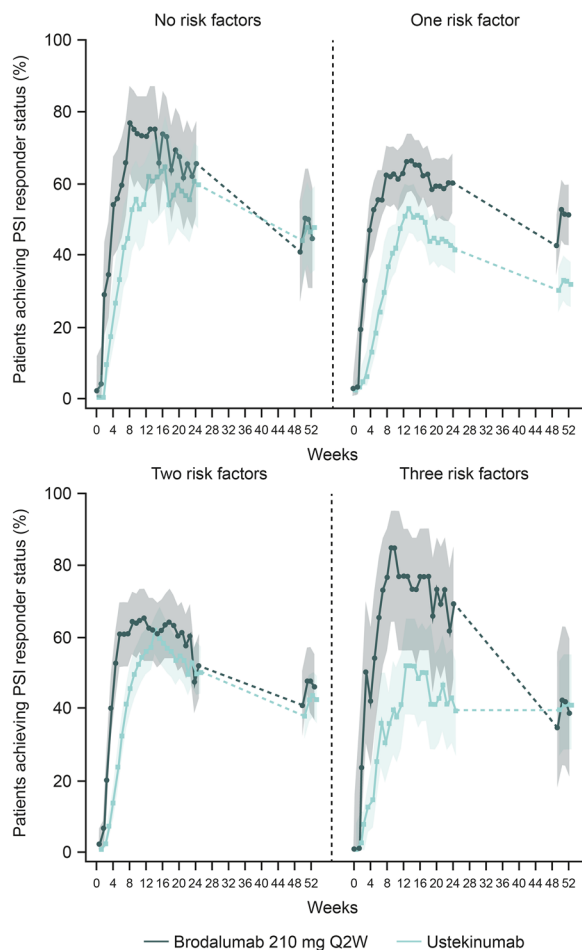 No risk factors
One risk factor
Patients achieving PSI responder status (%)
100
80
60
40
20
0
0 4 8 12 16 20 24 28 32 36 40 44 48 52
0 4 8 12 16 20 24 28 32 36 40 44 48 52
Weeks
Two risk factors
Three risk factors
Patients achieving PSI responder status (%)
100
80
60
40
20
0
0 4 8 12 16 20 24 28 32 36 40 44 48 52
0 4 8 12 16 20 24 28 32 36 40 44 48 52
Weeks
Brodalumab 210 mg Q2W
Ustekinumab